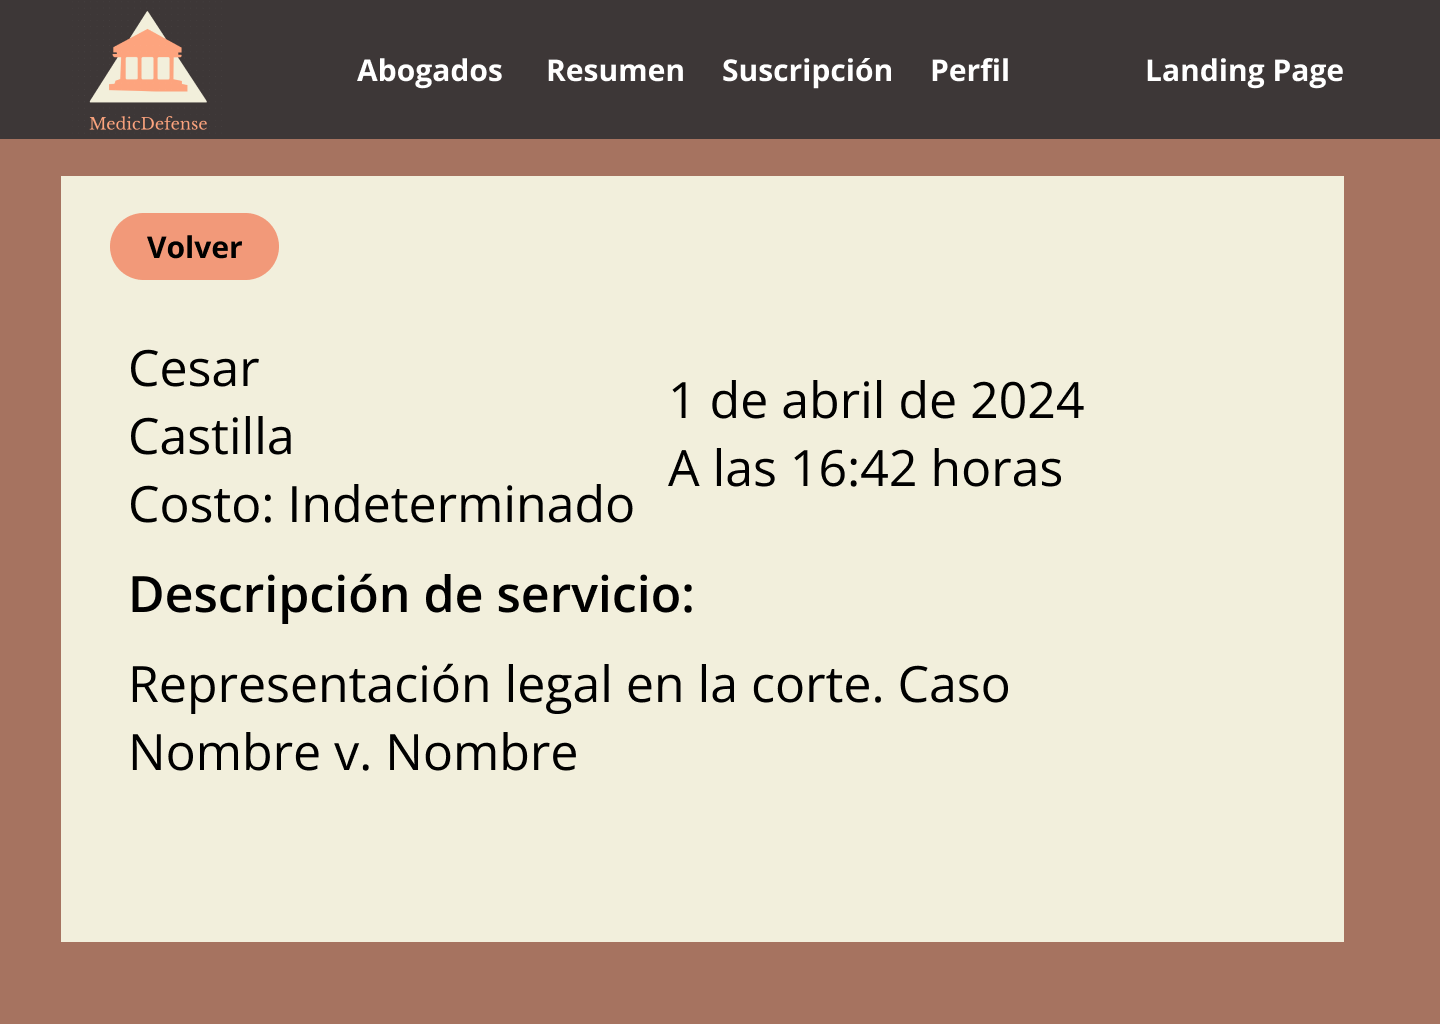 MedicDefense
Abogados
Resumen
Suscripción
Perfil
Landing Page
Volver
Cesar
Castilla
Costo: Indeterminado
1 de abril de 2024
A las 16:42 horas
Descripción de servicio:
Representación legal en la corte. Caso
Nombre v. Nombre